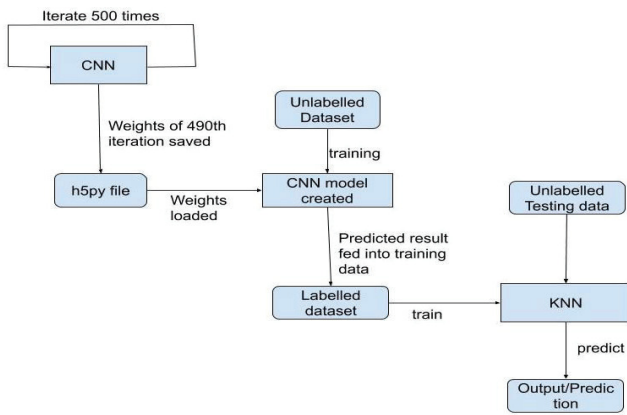 Iterate 500 times
CNN
Weights of 490th
iteration saved
Unlabelled
Dataset
training
h5py file
Weights
loaded
CNN model
created
Unlabelled
Testing data
Predicted result
fed into training
data
Labelled
dataset
train
KNN
predict
Output/Predic
tion